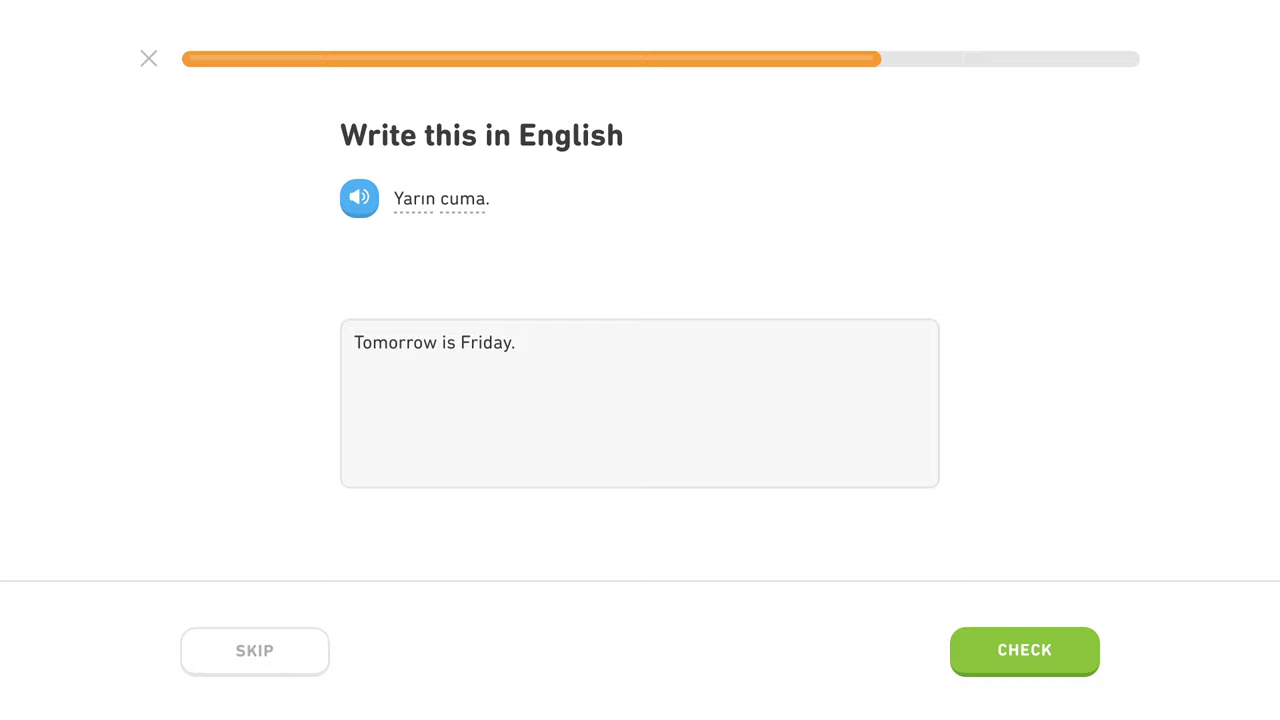 Write this in English
Yarın cuma.
Tomorrow is Friday.
SKIP
CHECK